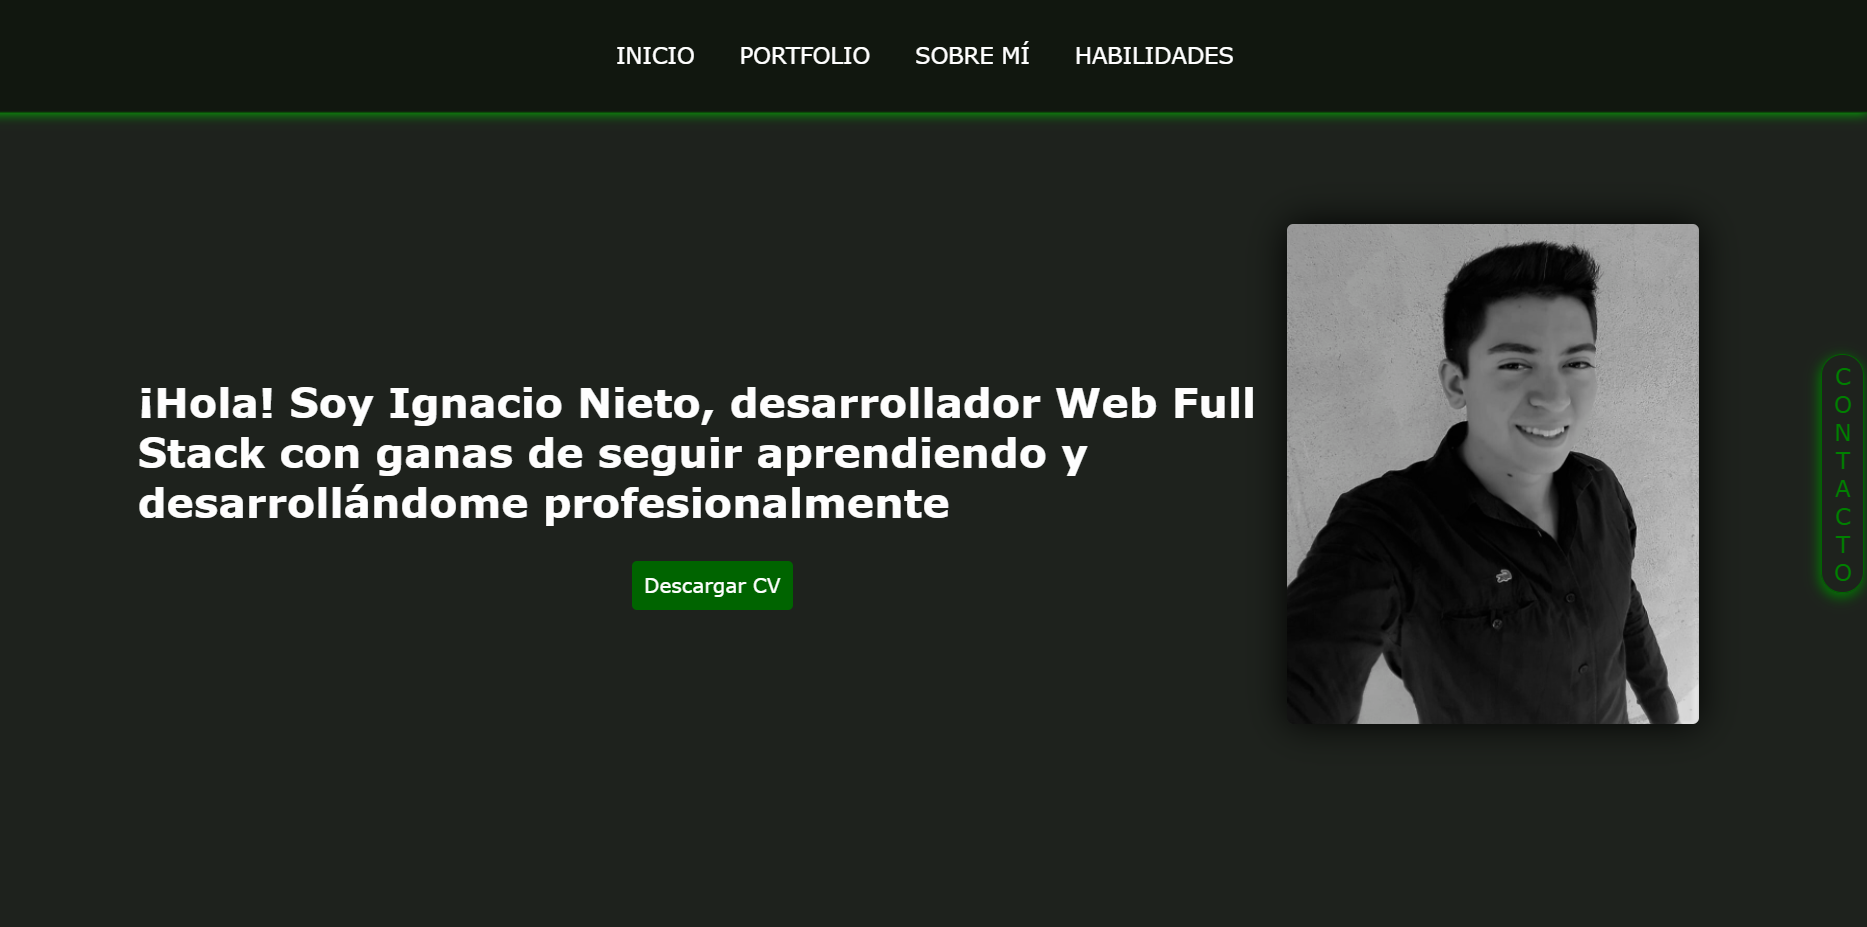 INICIO PORTFOLIO SOBRE MÍ HABILIDADES
¡Hola! Soy Ignacio Nieto, desarrollador Web Full
Stack con ganas de seguir aprendiendo y
desarrollándome profesionalmente
Descargar CV
CONTACTO